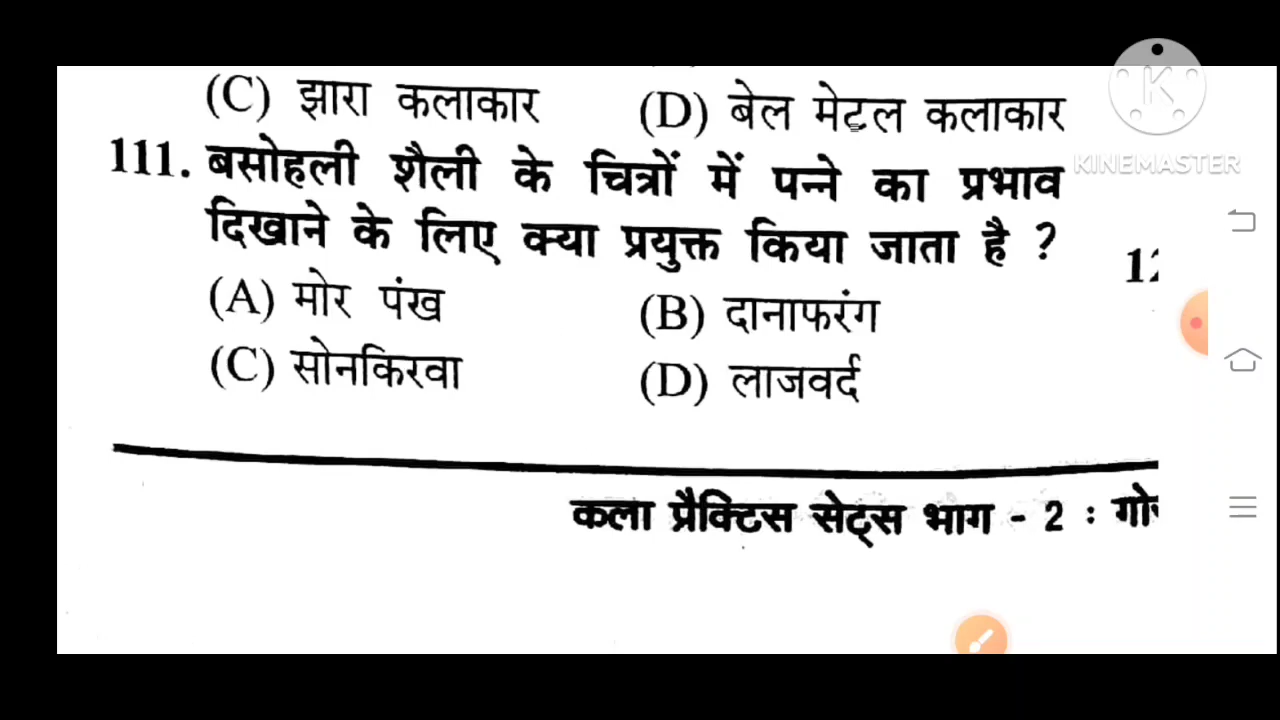 (C) झारा कलाकार (D) बेल मेटल कलाकार
KINEMASTER
111. बसोहली शैली के चित्रों में पन्ने का प्रभाव
दिखाने के लिए क्या प्रयुक्त किया जाता है ?
(A) मोर पंख (B) दानाफरंग
(C) सोनकिरवा (D) लाजवर्द
कला प्रैक्टिस सेट्स भाग - 2 :